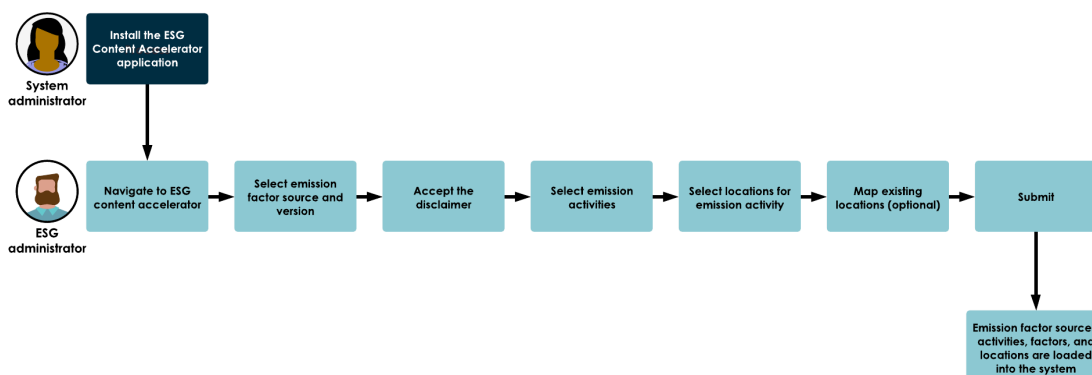 Install the ESG
Content Accelerator
application
System
administrator
Navigate to ESG
content accelerator
Select emission
factor source and
version
Accept the
disclaimer
Select emission
activities
Select locations for
emission activity
Map existing
locations (optional)
Submit
ESG
administrator
Emission factor source
activities, factors, and
locations are loaded
into the system